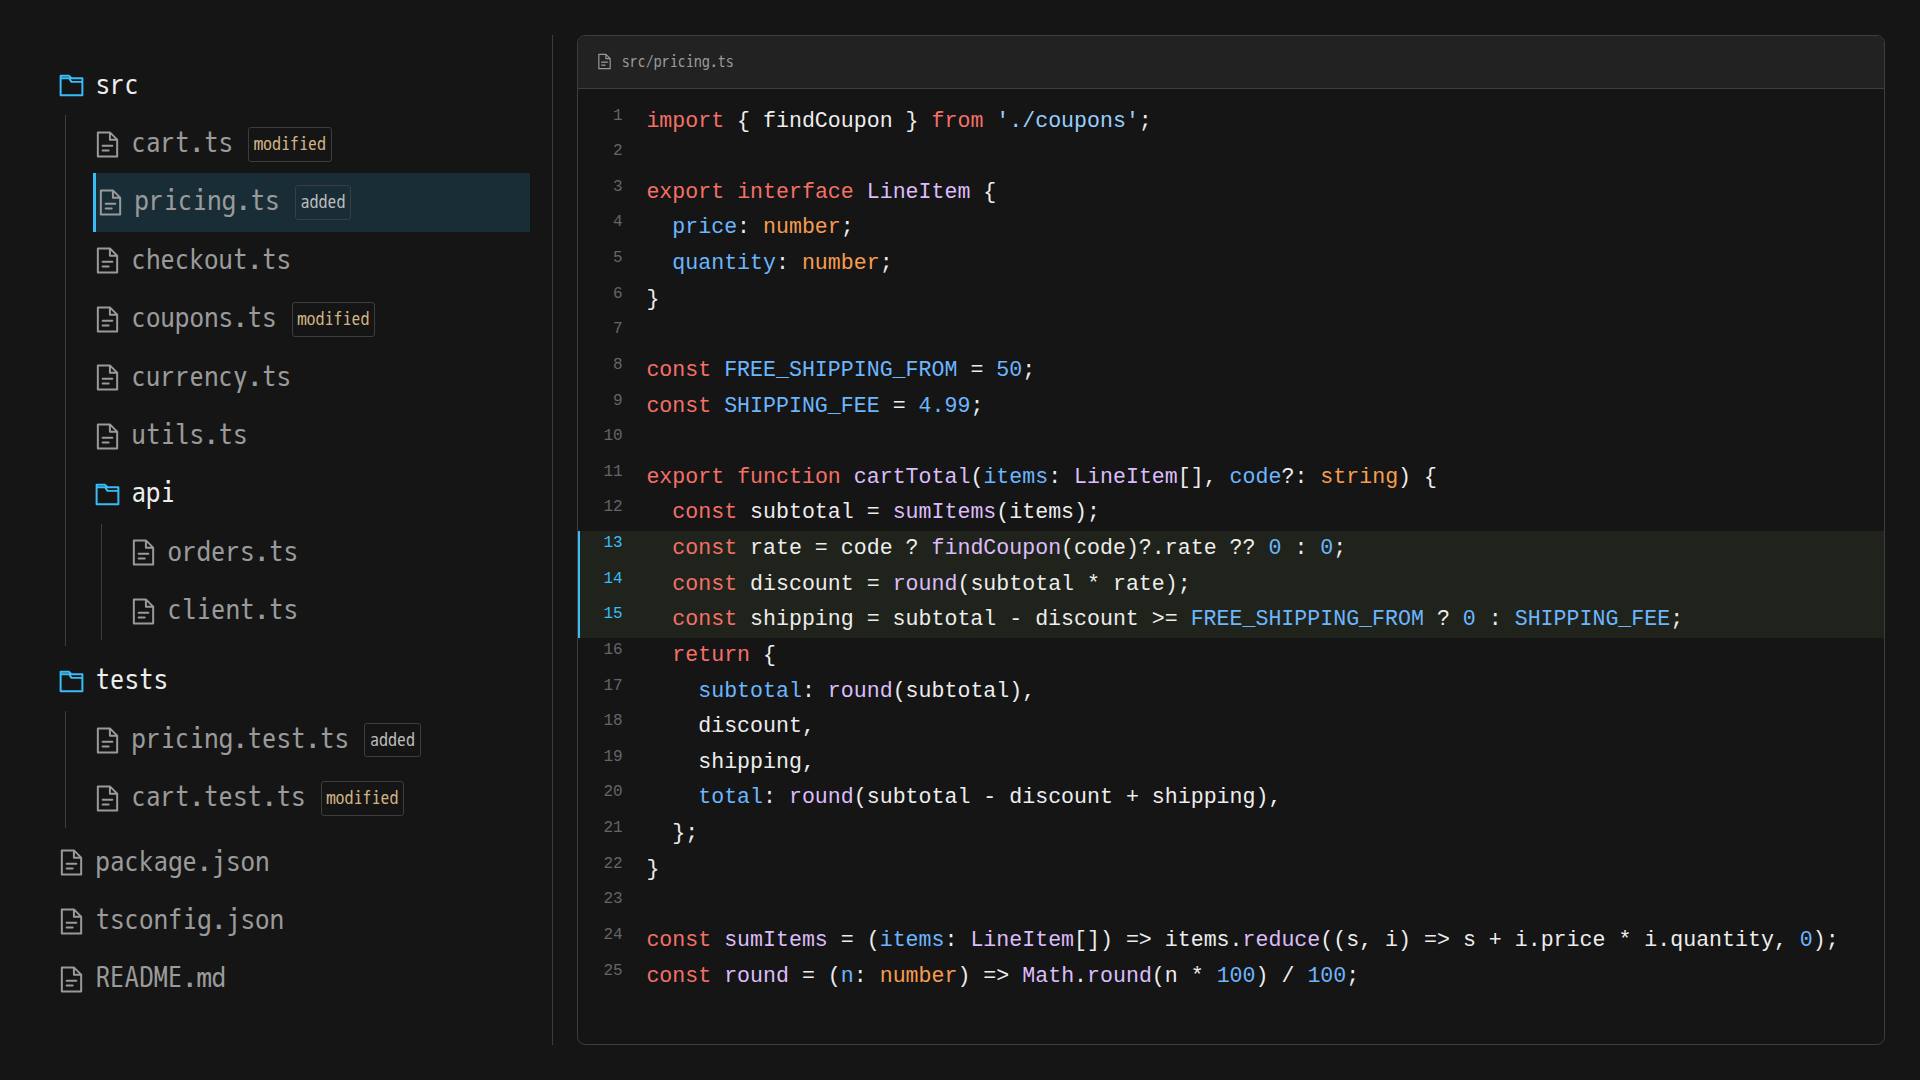 src
cart.ts modified
pricing.ts added
checkout.ts
coupons.ts modified
currency.ts
utils.ts
api
orders.ts
client.ts
tests
pricing.test.ts added
cart.test.ts modified
package.json
tsconfig.json
README.md
src/pricing.ts
1 import { findCoupon } from './coupons';
2
3 export interface LineItem {
4   price: number;
5   quantity: number;
6 }
7
8 const FREE_SHIPPING_FROM = 50;
9 const SHIPPING_FEE = 4.99;
10
11 export function cartTotal(items: LineItem[], code?: string) {
12   const subtotal = sumItems(items);
13   const rate = code ? findCoupon(code)?.rate ?? 0 : 0;
14   const discount = round(subtotal * rate);
15   const shipping = subtotal - discount >= FREE_SHIPPING_FROM ? 0 : SHIPPING_FEE;
16   return {
17     subtotal: round(subtotal),
18     discount,
19     shipping,
20     total: round(subtotal - discount + shipping),
21   };
22 }
23
24 const sumItems = (items: LineItem[]) => items.reduce((s, i) => s + i.price * i.quantity, 0);
25 const round = (n: number) => Math.round(n * 100) / 100;